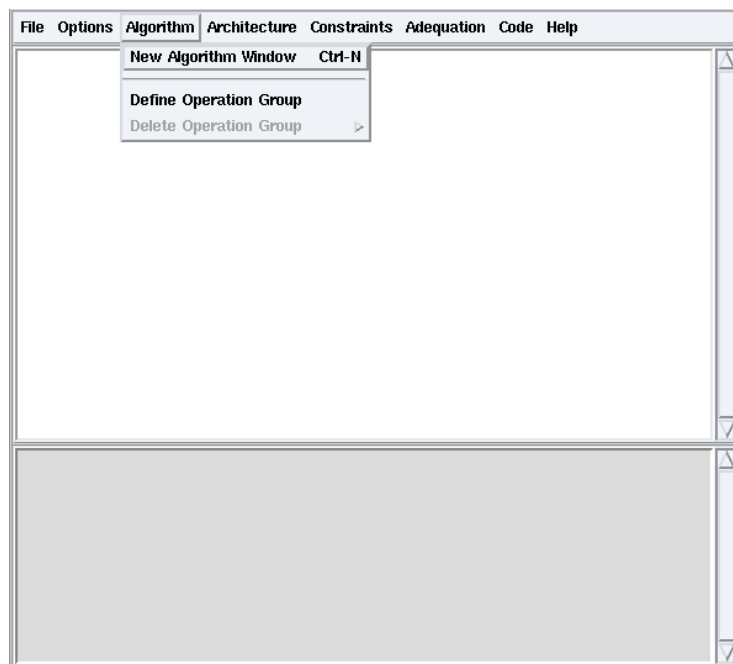 File Options Algorithm Architecture Constraints Adequation Code Help
New Algorithm Window Ctrl-N
Define Operation Group
Delete Operation Group